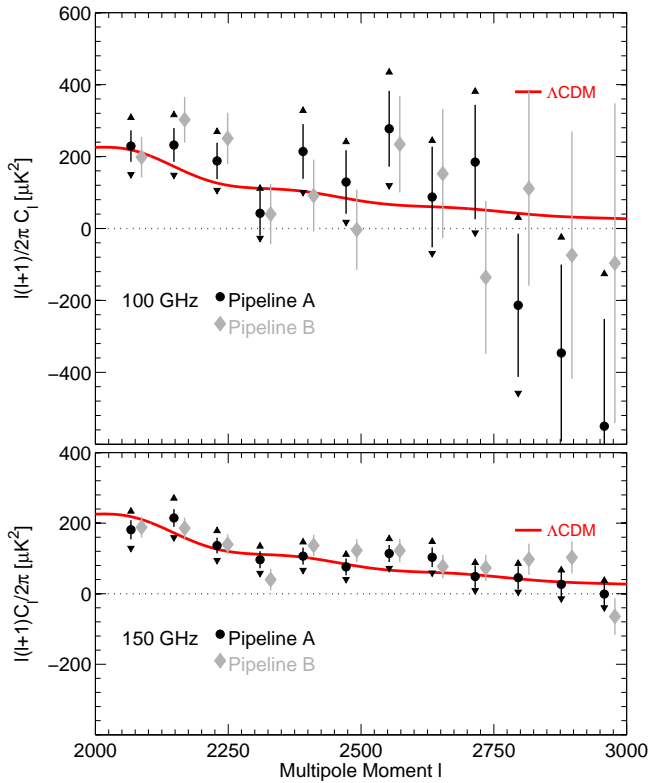 600
400
200
0
−200
−400
l(l+1)/2π C_l [μK²]
ΛCDM
100 GHz
Pipeline A
Pipeline B
400
200
0
−200
l(l+1)C_l/2π [μK²]
ΛCDM
150 GHz
Pipeline A
Pipeline B
2000 2250 2500 2750 3000
Multipole Moment l